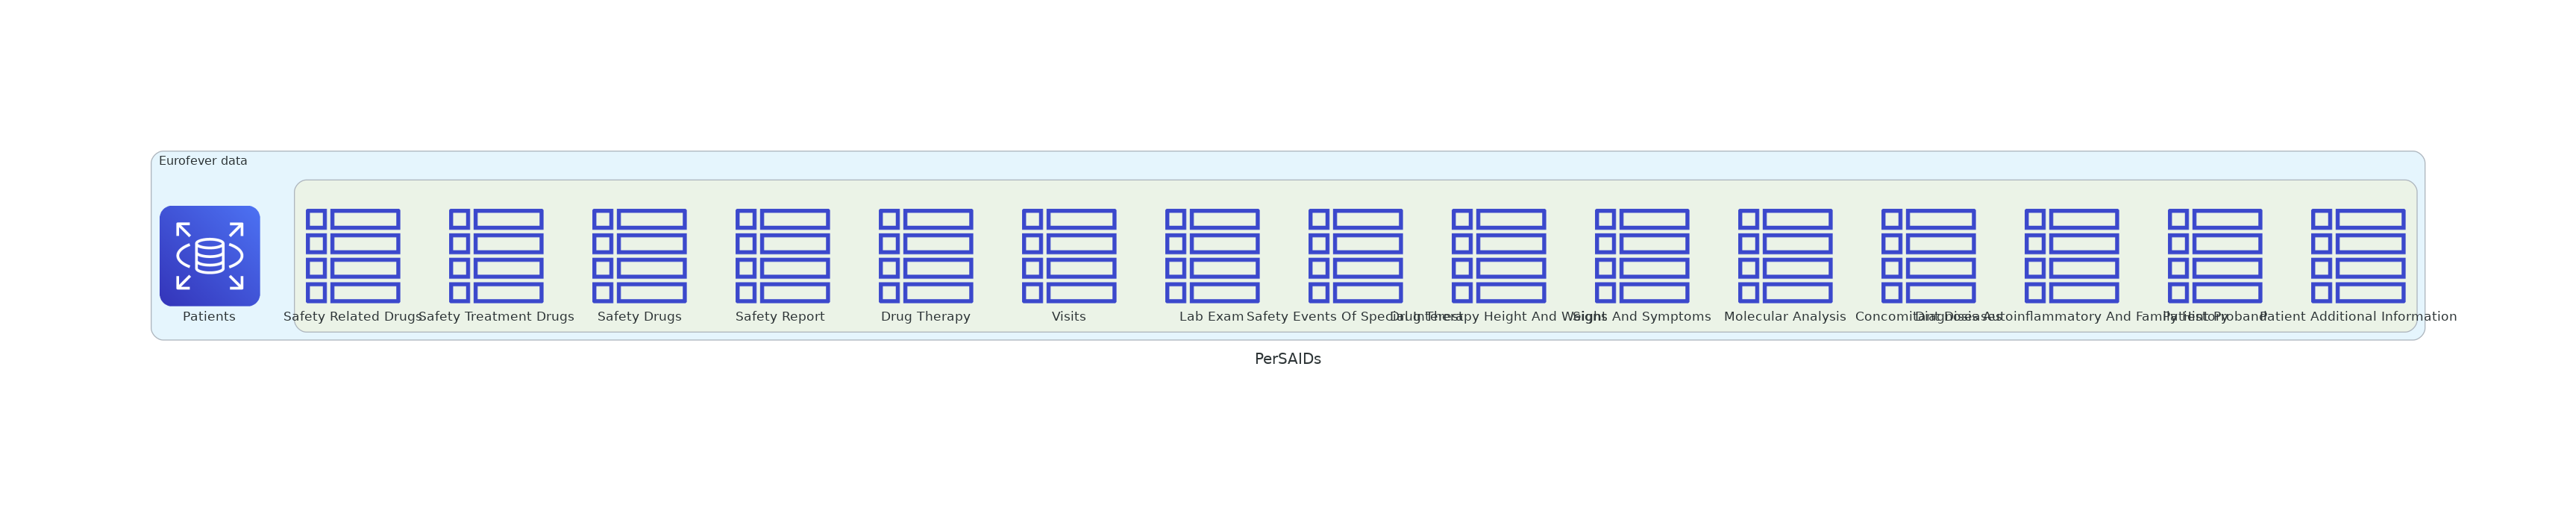 Eurofever data
Patients
Safety Related Drugs
Safety Treatment Drugs
Safety Drugs
Safety Report
Drug Therapy
Visits
Lab Exam
Safety Events Of Special Interest
Drug Therapy Height And Weight
Signs And Symptoms
Molecular Analysis
Concomitant Diseases
Diagnosis Autoinflammatory And Family History
Patient Proband
Patient Additional Information
PerSAIDs